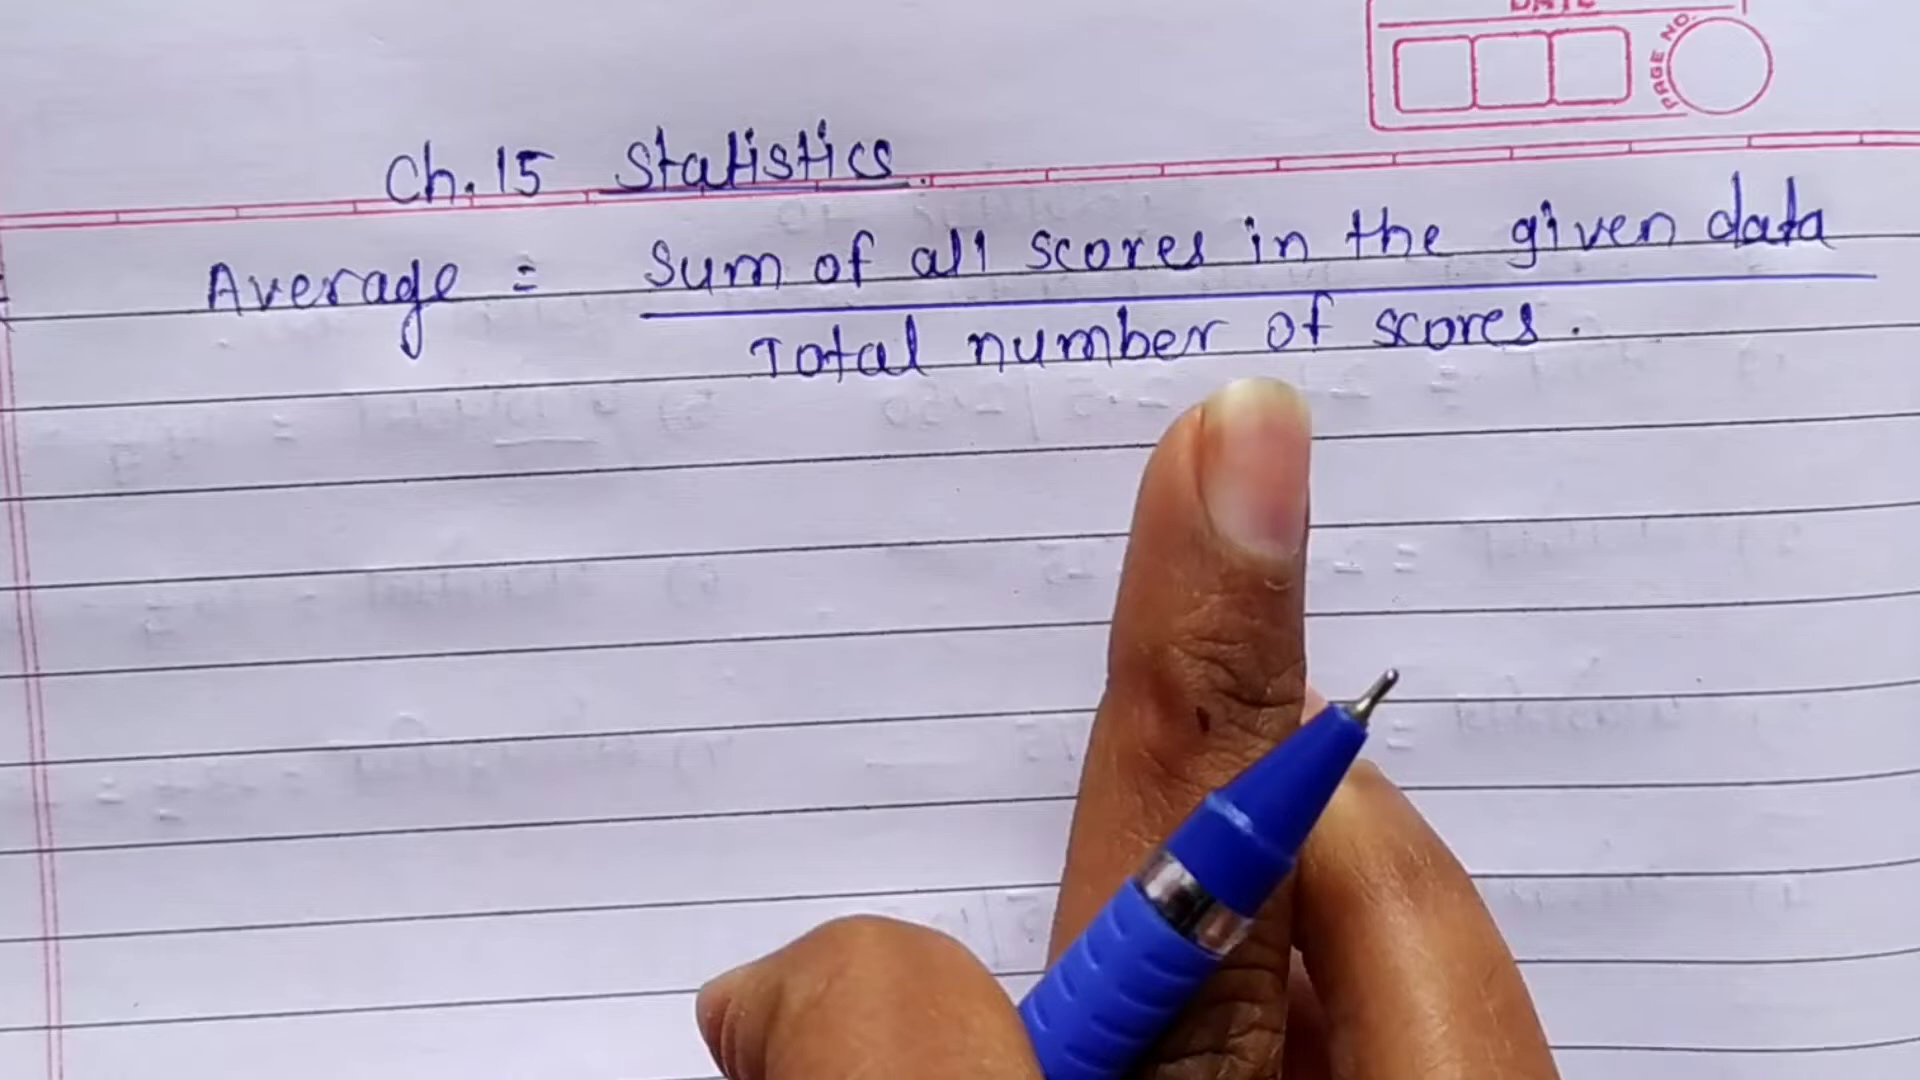 DATE
PAGE NO.
Ch. 15 Statistics.
Average = Sum of all scores in the given data
Total number of scores.